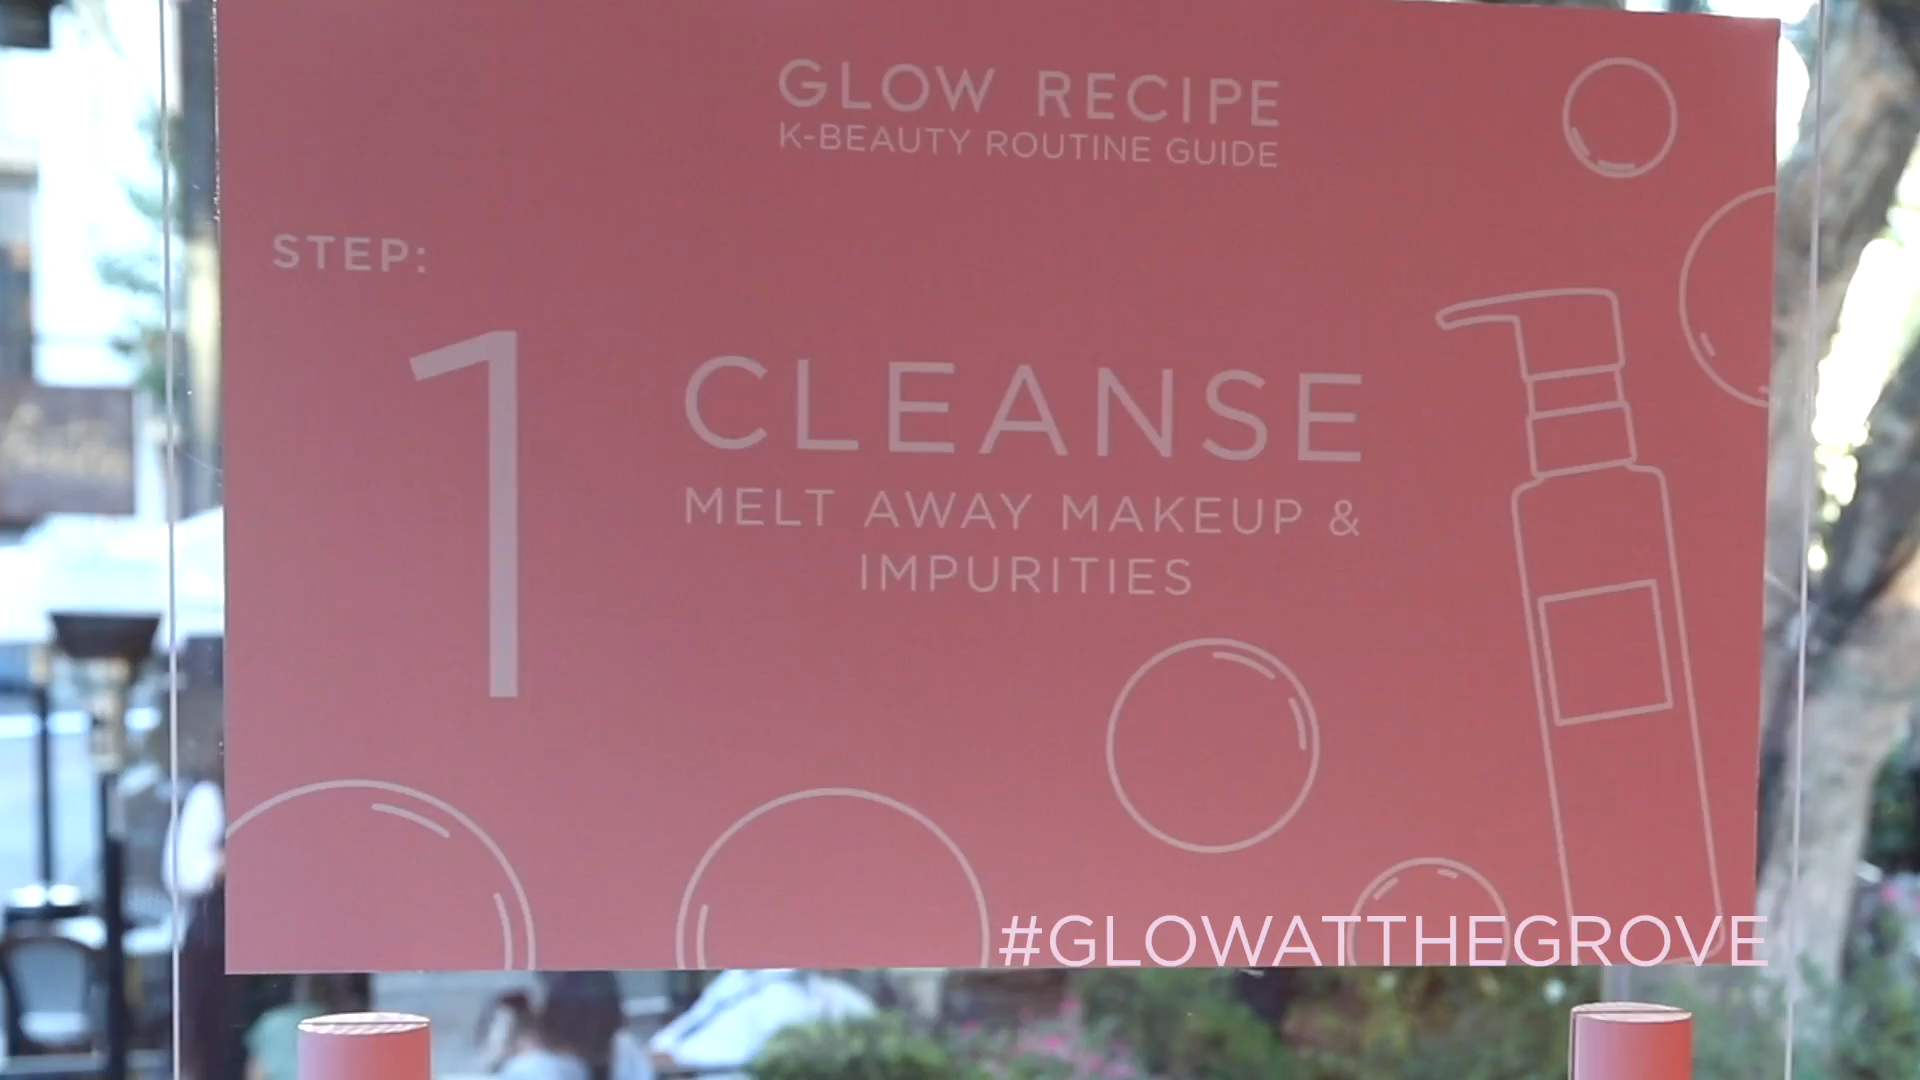 GLOW RECIPE
K-BEAUTY ROUTINE GUIDE
STEP:
1
CLEANSE
MELT AWAY MAKEUP &
IMPURITIES
#GLOWATTHEGROVE